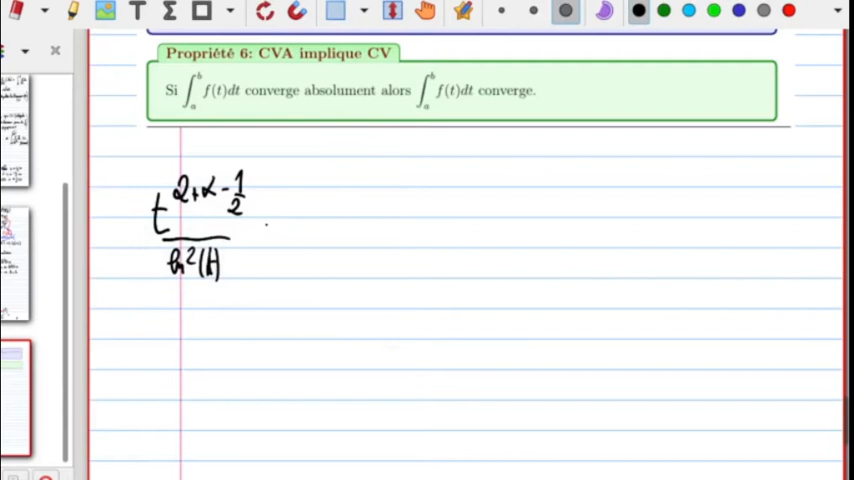 Propriété 6: CVA implique CV
Si ∫_a^b f(t)dt converge absolument alors ∫_a^b f(t)dt converge.
t^{2+α-1/2}
ln²(t)